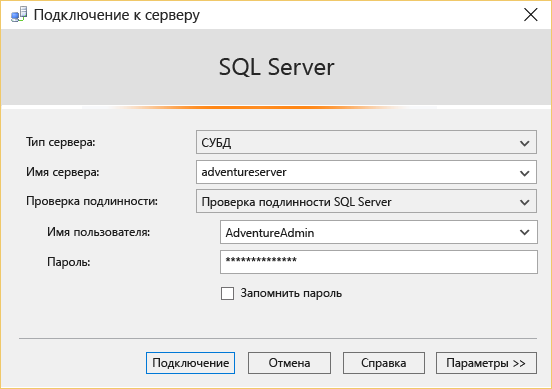 Подключение к серверу
SQL Server
Тип сервера: СУБД
Имя сервера: adventureserver
Проверка подлинности: Проверка подлинности SQL Server
Имя пользователя: AdventureAdmin
Пароль: **************
Запомнить пароль
Подключение Отмена Справка Параметры >>